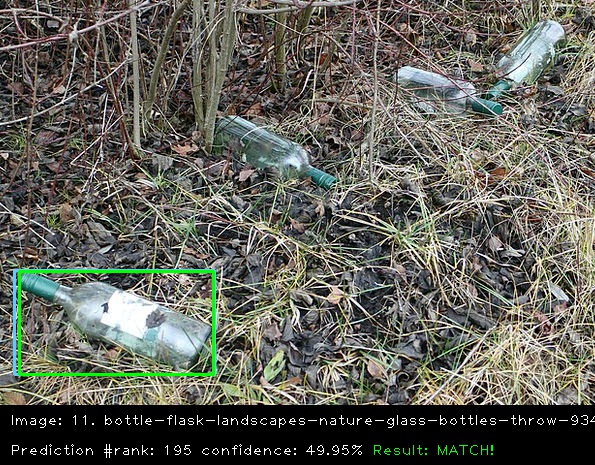 Image: 11. bottle-flask-landscapes-nature-glass-bottles-throw-934
Prediction #rank: 195 confidence: 49.95% Result: MATCH!